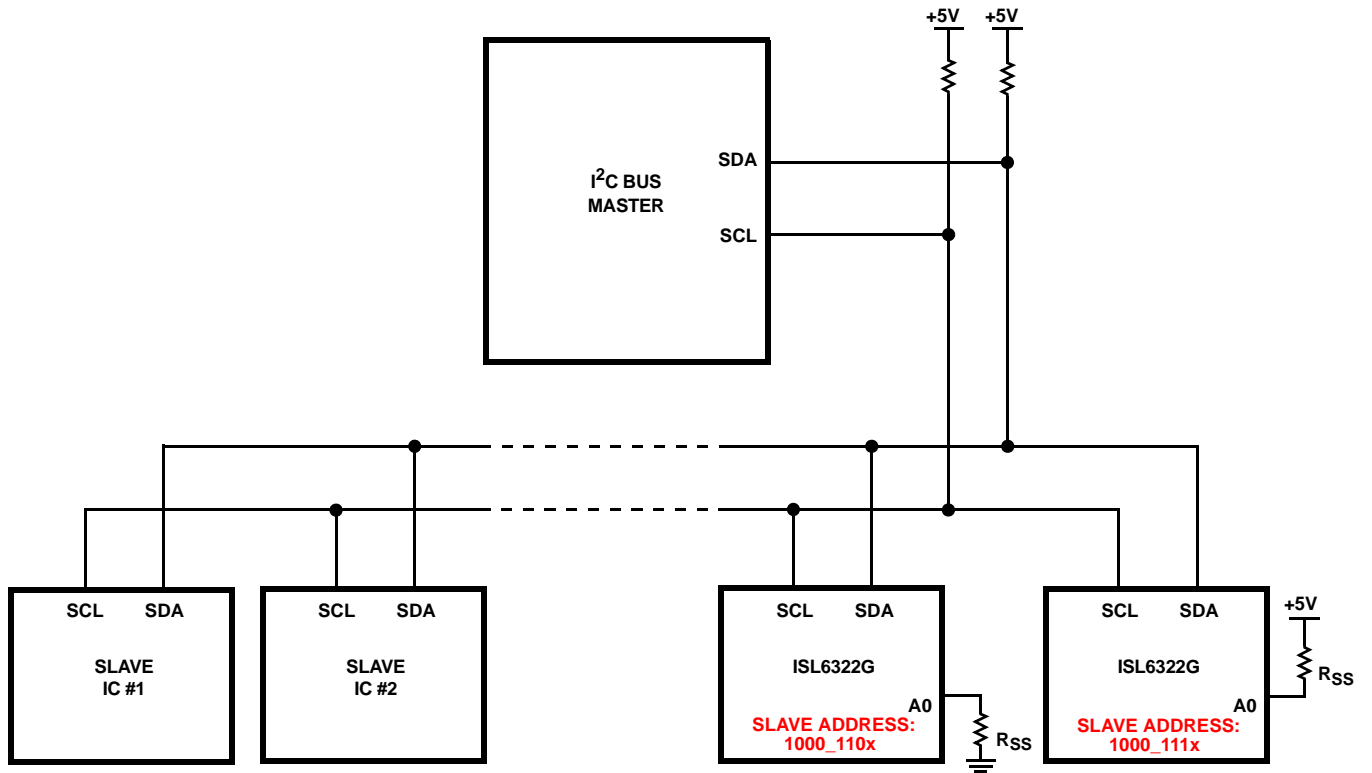 +5V +5V
I²C BUS
MASTER
SDA
SCL
SCL SDA
SLAVE
IC #1
SCL SDA
SLAVE
IC #2
SCL SDA
ISL6322G
A0
SLAVE ADDRESS:
1000_110x
RSS
SCL SDA
ISL6322G
A0
SLAVE ADDRESS:
1000_111x
+5V
RSS